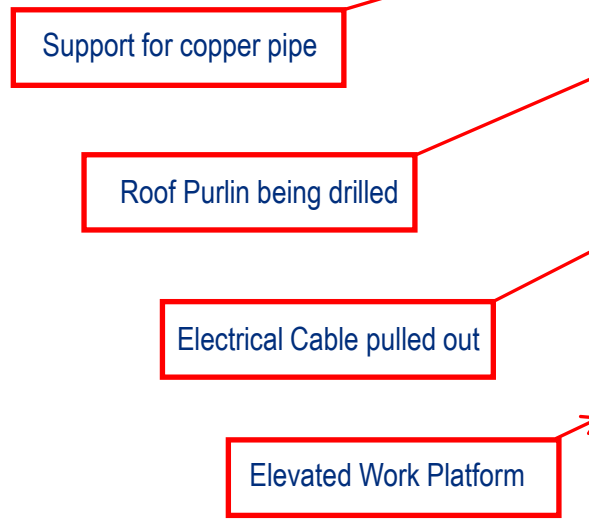 Support for copper pipe
Roof Purlin being drilled
Electrical Cable pulled out
Elevated Work Platform